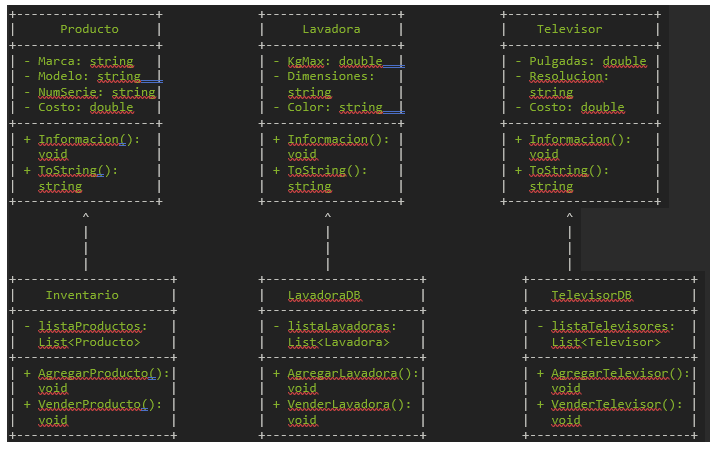 Producto
- Marca: string
- Modelo: string
- NumSerie: string
- Costo: double
+ Informacion():
void
+ ToString():
string
Lavadora
- KgMax: double
- Dimensiones:
string
- Color: string
+ Informacion():
void
+ ToString():
string
Televisor
- Pulgadas: double
- Resolucion:
string
- Costo: double
+ Informacion():
void
+ ToString():
string
Inventario
- listaProductos:
List<Producto>
+ AgregarProducto():
void
+ VenderProducto():
void
LavadoraDB
- listaLavadoras:
List<Lavadora>
+ AgregarLavadora():
void
+ VenderLavadora():
void
TelevisorDB
- listaTelevisores:
List<Televisor>
+ AgregarTelevisor():
void
+ VenderTelevisor():
void